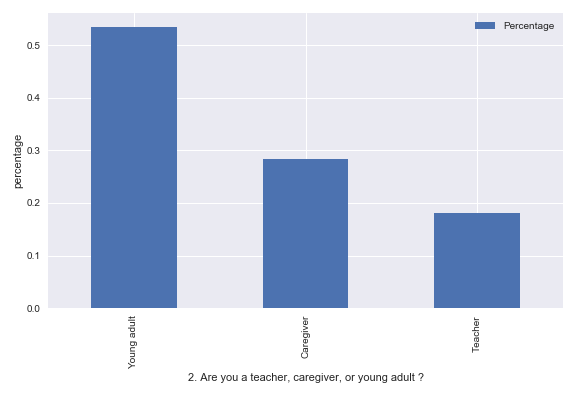 Percentage
0.5
0.4
0.3
0.2
0.1
0.0
percentage
Young adult
Caregiver
Teacher
2. Are you a teacher, caregiver, or young adult ?